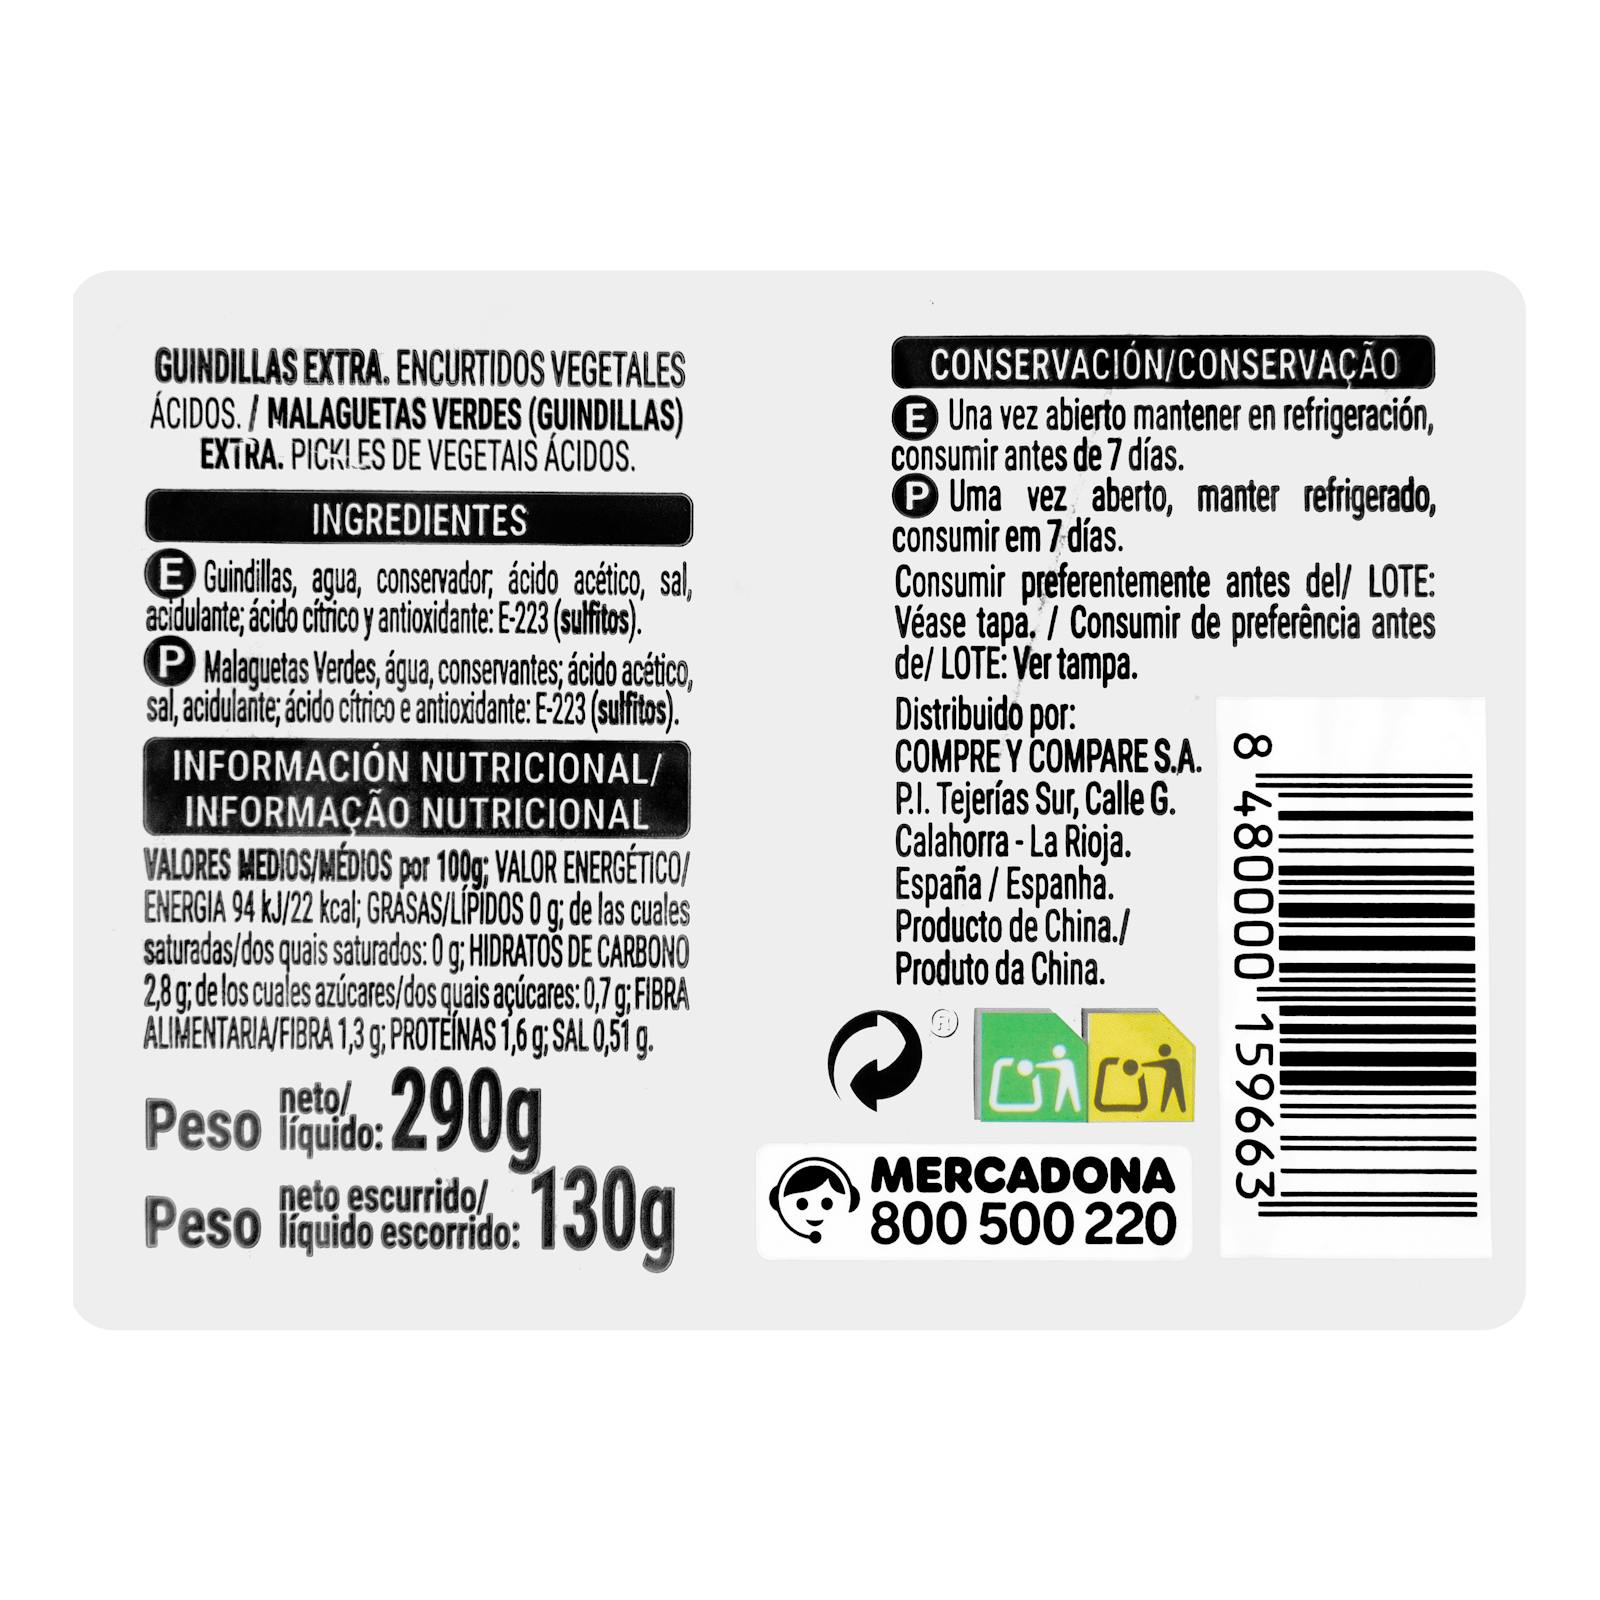 GUINDILLAS EXTRA. ENCURTIDOS VEGETALES
ÁCIDOS. / MALAGUETAS VERDES (GUINDILLAS)
EXTRA. PICKLES DE VEGETAIS ÁCIDOS.
INGREDIENTES
E Guindillas, agua, conservador; ácido acético, sal,
acidulante; ácido cítrico y antioxidante: E-223 (sulfitos).
P Malaguetas Verdes, água, conservantes; ácido acético,
sal, acidulante; ácido cítrico e antioxidante: E-223 (sulfitos).
INFORMACIÓN NUTRICIONAL/
INFORMAÇÃO NUTRICIONAL
VALORES MEDIOS/MÉDIOS por 100g; VALOR ENERGÉTICO/
ENERGIA 94 kJ/22 kcal; GRASAS/LÍPIDOS 0 g; de las cuales
saturadas/dos quais saturados: 0 g; HIDRATOS DE CARBONO
2,8 g; de los cuales azúcares/dos quais açúcares: 0,7 g; FIBRA
ALIMENTARIA/FIBRA 1,3 g; PROTEÍNAS 1,6 g; SAL 0,51 g.
Peso neto/
líquido: 290g
Peso neto escurrido/
líquido escorrido: 130g
CONSERVACIÓN/CONSERVAÇÃO
E Una vez abierto mantener en refrigeración,
consumir antes de 7 días.
P Uma vez aberto, manter refrigerado,
consumir em 7 días.
Consumir preferentemente antes del/ LOTE:
Véase tapa. / Consumir de preferência antes
de/ LOTE: Ver tampa.
Distribuido por:
COMPRE Y COMPARE S.A.
P.I. Tejerías Sur, Calle G.
Calahorra - La Rioja.
España / Espanha.
Producto de China./
Produto da China.
®
MERCADONA
800 500 220
8 480000 159663